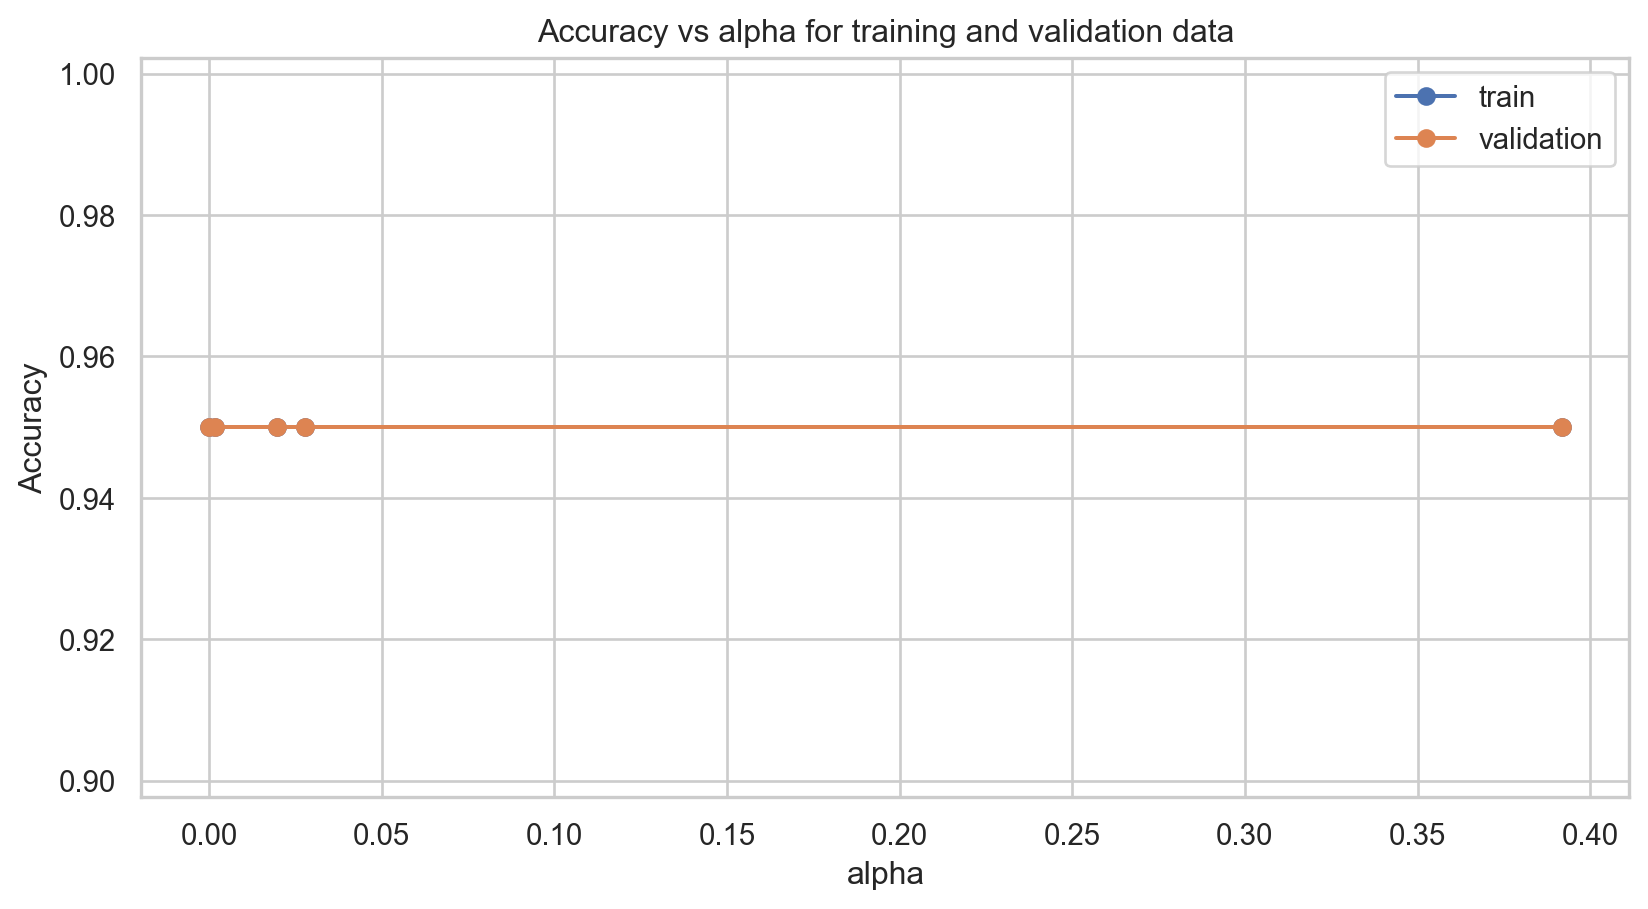 Accuracy vs alpha for training and validation data
1.00
0.98
0.96
0.94
0.92
0.90
Accuracy
train
validation
0.00 0.05 0.10 0.15 0.20 0.25 0.30 0.35 0.40
alpha